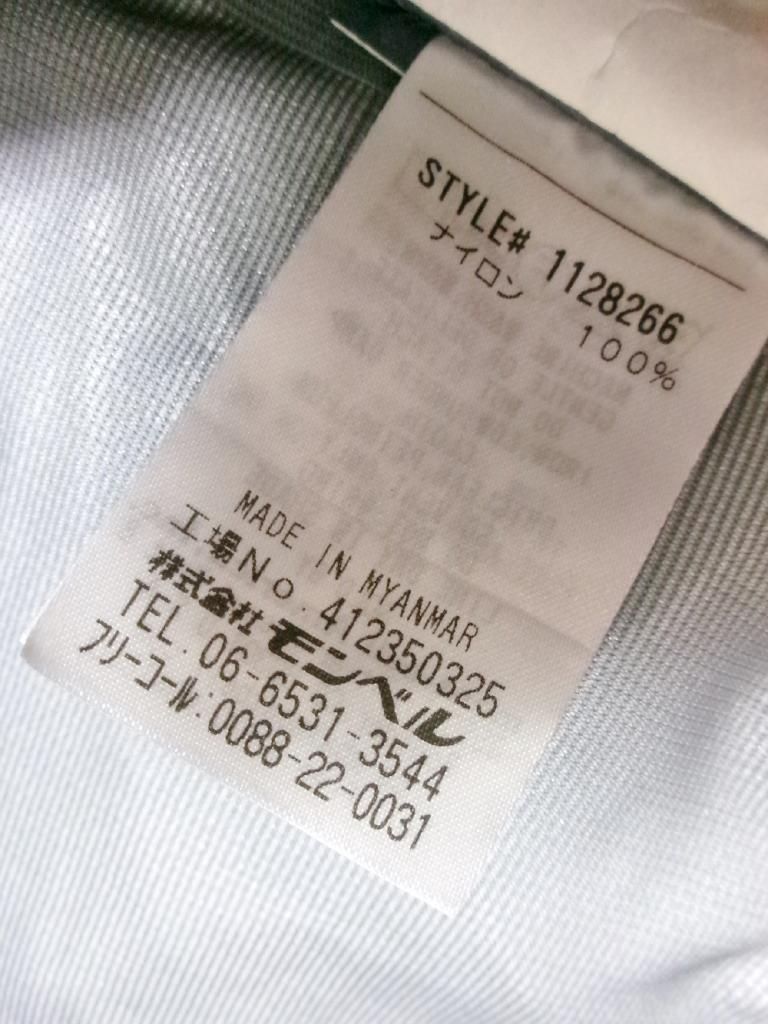 STYLE# 1128266
ナイロン 100%
MADE IN MYANMAR
工場No. 412350325
株式会社モンベル
TEL. 06-6531-3544
フリーコール:0088-22-0031